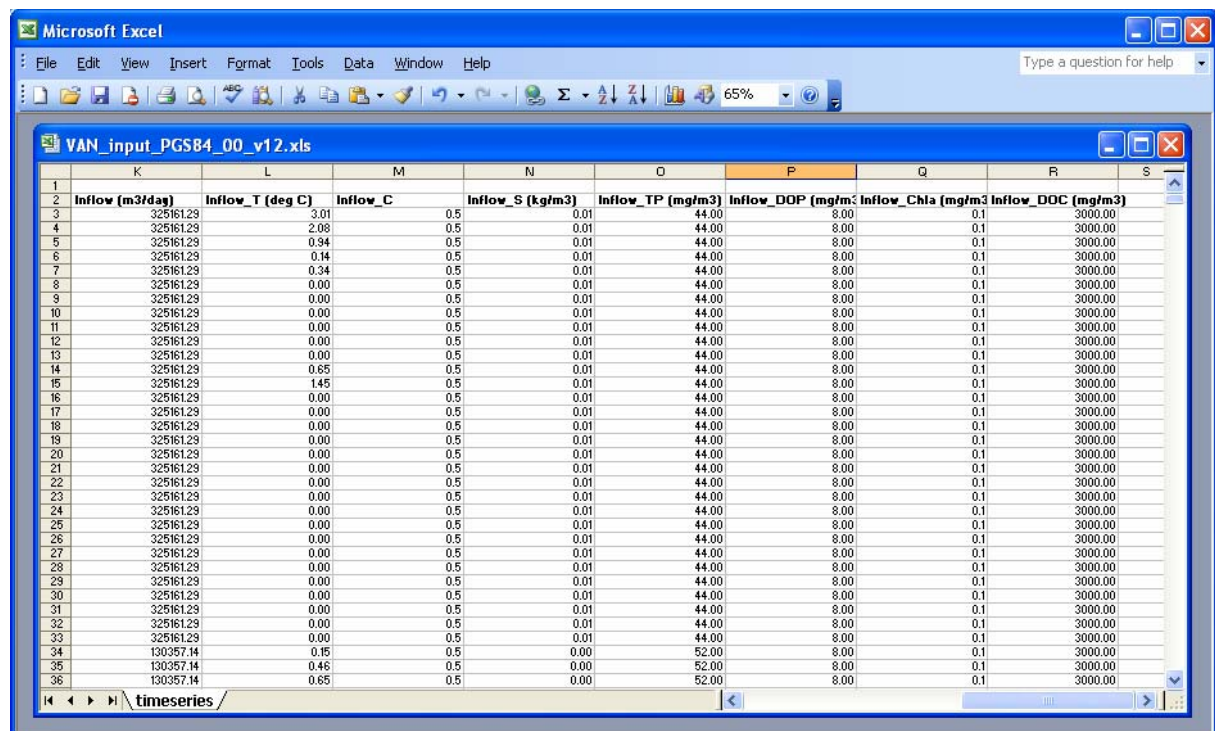 Microsoft Excel
File Edit View Insert Format Tools Data Window Help Type a question for help
65%
VAN_input_PGS84_00_v12.xls
K L M N O P Q R S
1
2 Inflow (m3/day) Inflow_T (deg C) Inflow_C Inflow_S (kg/m3) Inflow_TP (mg/m3) Inflow_DOP (mg/m3 Inflow_Chla (mg/m3 Inflow_DOC (mg/m3)
3 325161.29 3.01 0.5 0.01 44.00 8.00 0.1 3000.00
4 325161.29 2.08 0.5 0.01 44.00 8.00 0.1 3000.00
5 325161.29 0.94 0.5 0.01 44.00 8.00 0.1 3000.00
6 325161.29 0.14 0.5 0.01 44.00 8.00 0.1 3000.00
7 325161.29 0.34 0.5 0.01 44.00 8.00 0.1 3000.00
8 325161.29 0.00 0.5 0.01 44.00 8.00 0.1 3000.00
9 325161.29 0.00 0.5 0.01 44.00 8.00 0.1 3000.00
10 325161.29 0.00 0.5 0.01 44.00 8.00 0.1 3000.00
11 325161.29 0.00 0.5 0.01 44.00 8.00 0.1 3000.00
12 325161.29 0.00 0.5 0.01 44.00 8.00 0.1 3000.00
13 325161.29 0.00 0.5 0.01 44.00 8.00 0.1 3000.00
14 325161.29 0.65 0.5 0.01 44.00 8.00 0.1 3000.00
15 325161.29 1.45 0.5 0.01 44.00 8.00 0.1 3000.00
16 325161.29 0.00 0.5 0.01 44.00 8.00 0.1 3000.00
17 325161.29 0.00 0.5 0.01 44.00 8.00 0.1 3000.00
18 325161.29 0.00 0.5 0.01 44.00 8.00 0.1 3000.00
19 325161.29 0.00 0.5 0.01 44.00 8.00 0.1 3000.00
20 325161.29 0.00 0.5 0.01 44.00 8.00 0.1 3000.00
21 325161.29 0.00 0.5 0.01 44.00 8.00 0.1 3000.00
22 325161.29 0.00 0.5 0.01 44.00 8.00 0.1 3000.00
23 325161.29 0.00 0.5 0.01 44.00 8.00 0.1 3000.00
24 325161.29 0.00 0.5 0.01 44.00 8.00 0.1 3000.00
25 325161.29 0.00 0.5 0.01 44.00 8.00 0.1 3000.00
26 325161.29 0.00 0.5 0.01 44.00 8.00 0.1 3000.00
27 325161.29 0.00 0.5 0.01 44.00 8.00 0.1 3000.00
28 325161.29 0.00 0.5 0.01 44.00 8.00 0.1 3000.00
29 325161.29 0.00 0.5 0.01 44.00 8.00 0.1 3000.00
30 325161.29 0.00 0.5 0.01 44.00 8.00 0.1 3000.00
31 325161.29 0.00 0.5 0.01 44.00 8.00 0.1 3000.00
32 325161.29 0.00 0.5 0.01 44.00 8.00 0.1 3000.00
33 325161.29 0.00 0.5 0.01 44.00 8.00 0.1 3000.00
34 130357.14 0.15 0.5 0.00 52.00 8.00 0.1 3000.00
35 130357.14 0.46 0.5 0.00 52.00 8.00 0.1 3000.00
36 130357.14 0.65 0.5 0.00 52.00 8.00 0.1 3000.00
timeseries